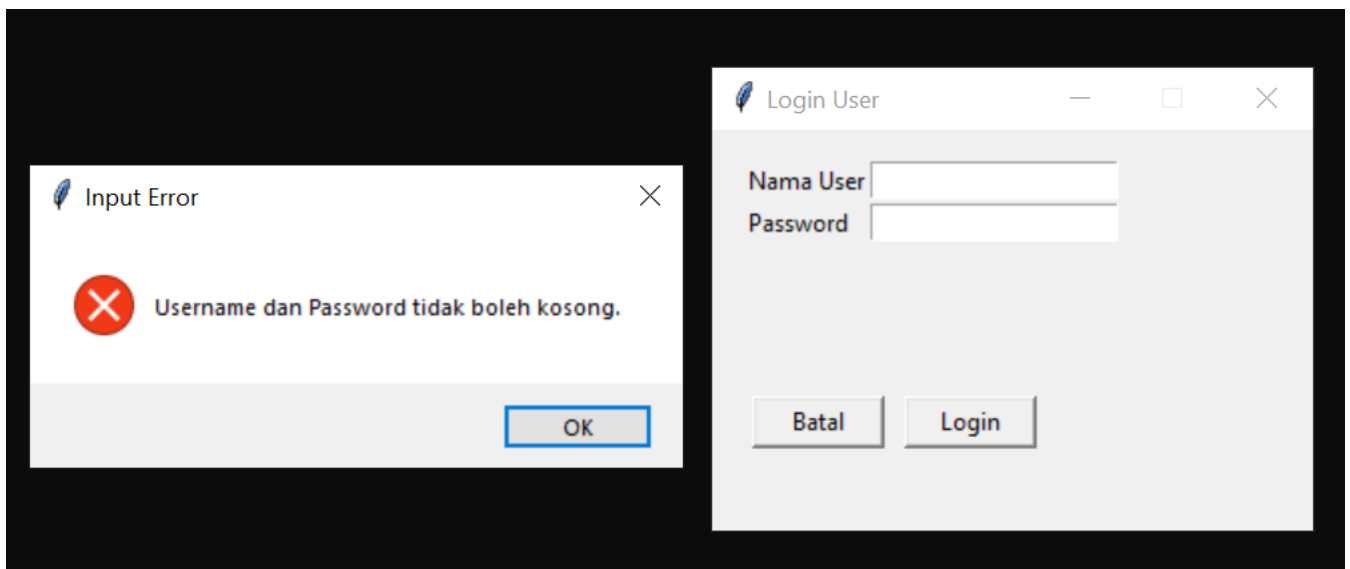 Input Error
Username dan Password tidak boleh kosong.
OK
Login User
Nama User
Password
Batal
Login